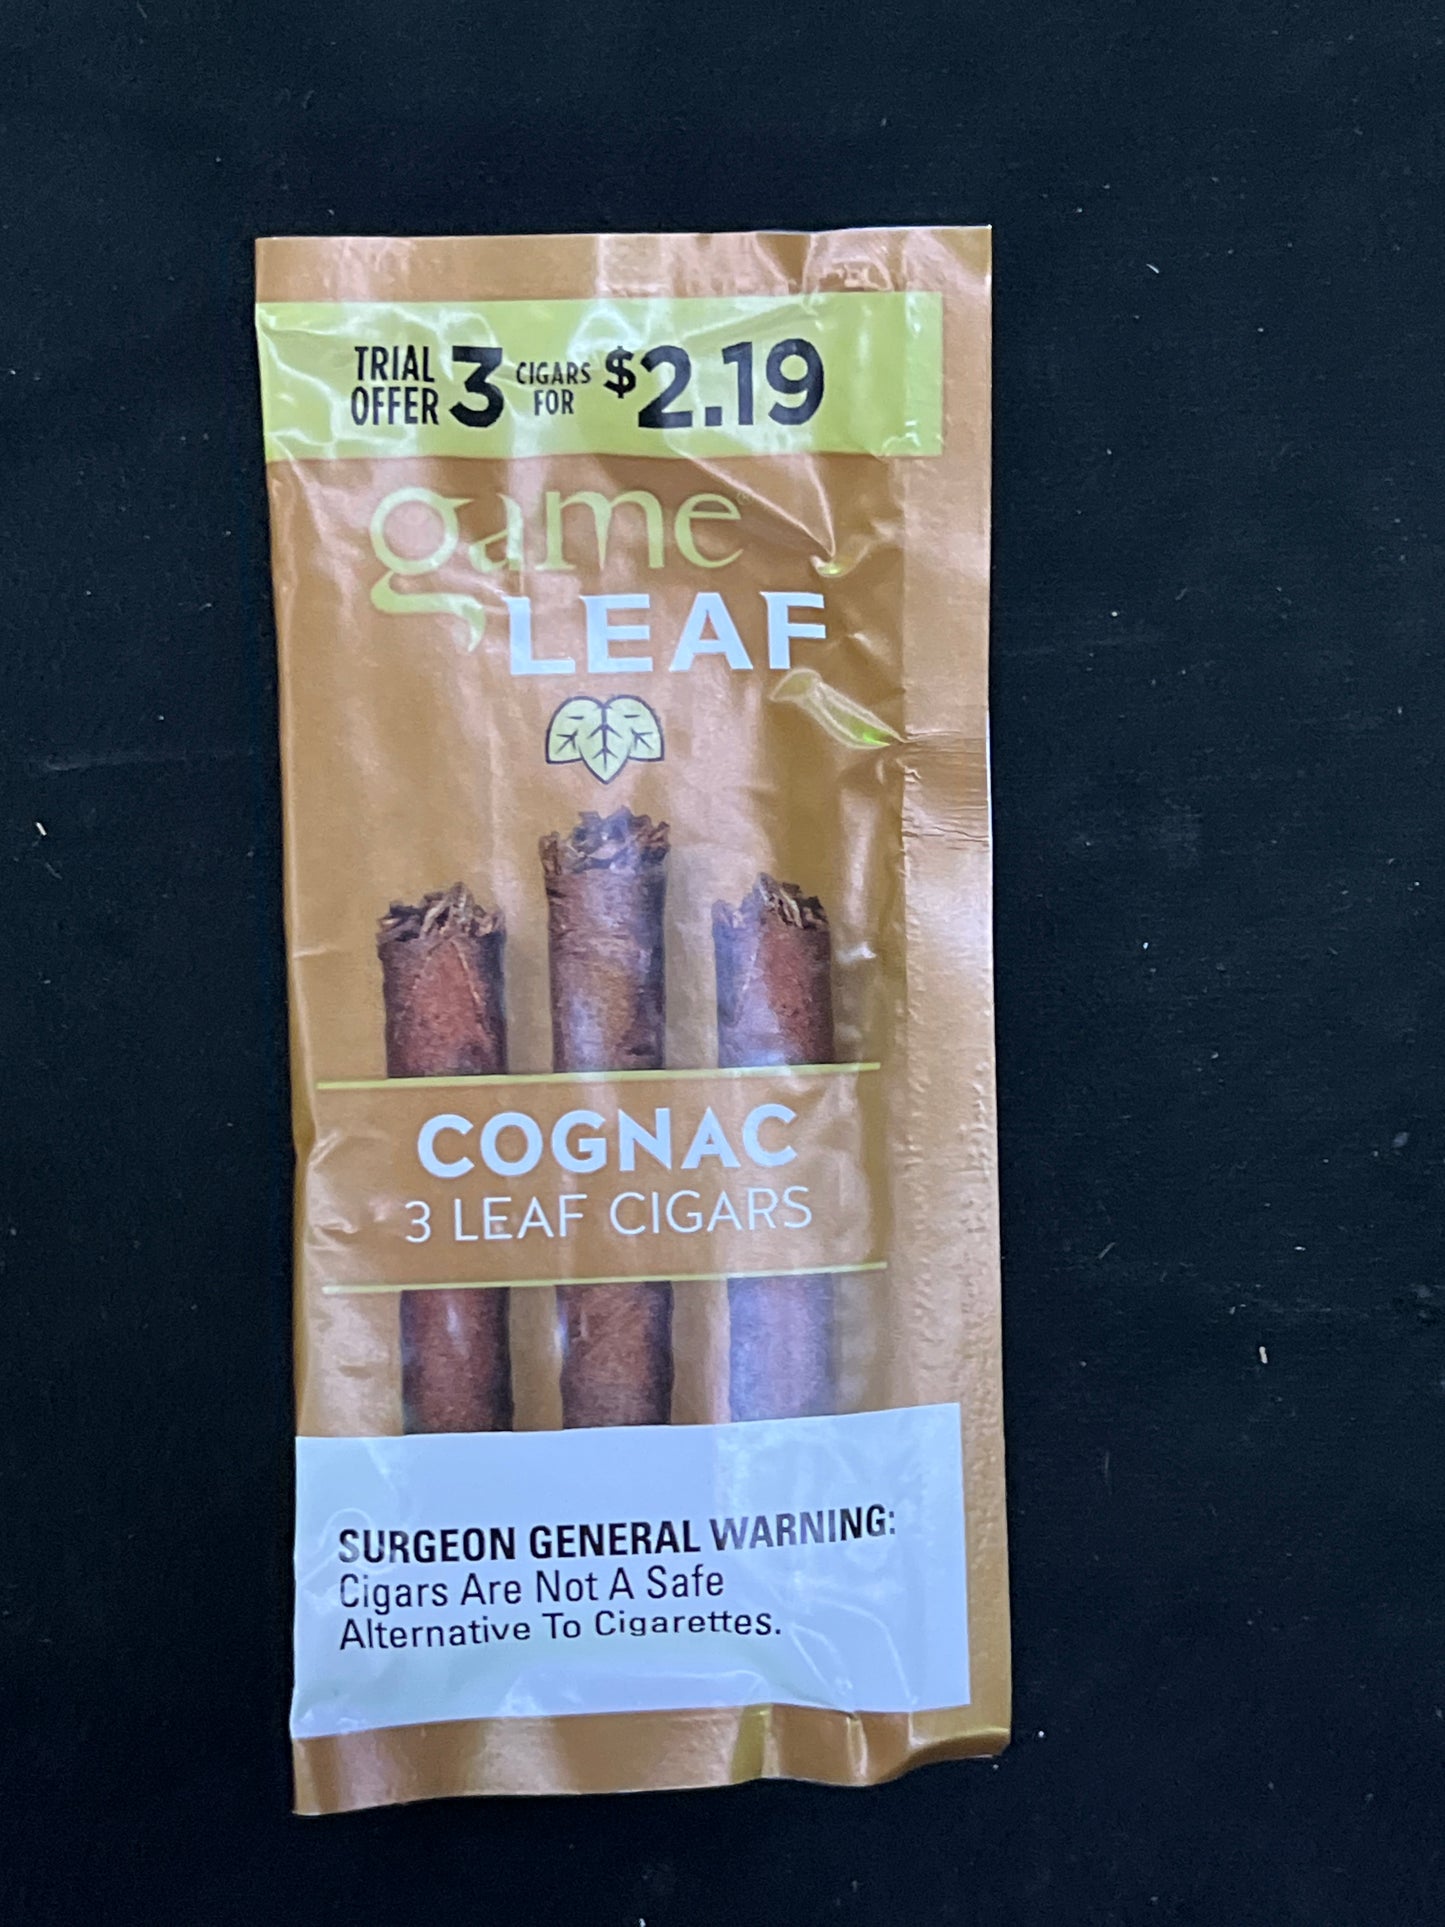 TRIAL OFFER 3 CIGARS FOR $2.19
game®
LEAF
COGNAC
3 LEAF CIGARS
SURGEON GENERAL WARNING:
Cigars Are Not A Safe
Alternative To Cigarettes.